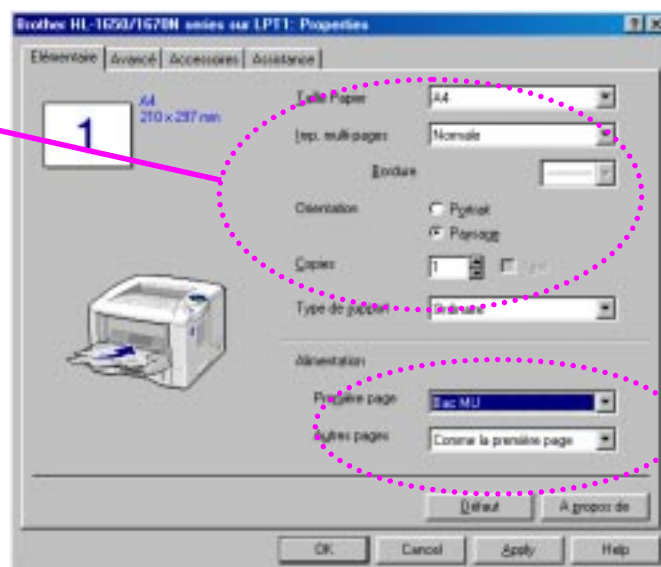 Brother HL-1650/1670N series sur LPT1: Properties
Elémentaire Avancé Accessoires Assistance
A4
210 x 297 mm
1
Taille Papier A4
Imp. multi-pages Normale
Bordure
Orientation Portrait
Paysage
Copies 1
Type de support Ordinaire
Alimentation
Première page Bac MU
Autres pages Comme la première page
Défaut A propos de
OK Cancel Apply Help